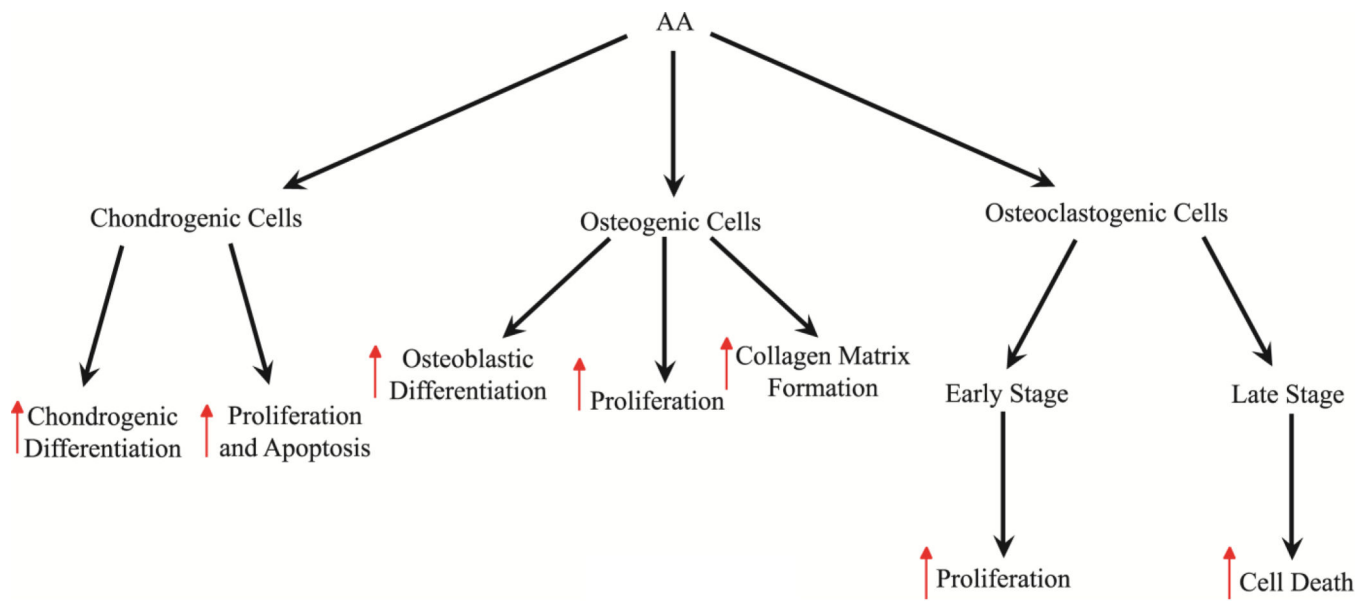 AA
Chondrogenic Cells
Osteogenic Cells
Osteoclastogenic Cells
Chondrogenic
Differentiation
Proliferation
and Apoptosis
Osteoblastic
Differentiation
Proliferation
Collagen Matrix
Formation
Early Stage
Late Stage
Proliferation
Cell Death